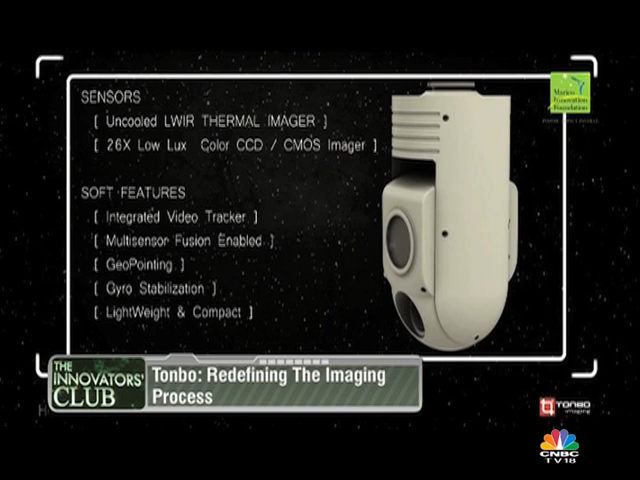 SENSORS
[ Uncooled LWIR THERMAL IMAGER ]
[ 26X Low Lux Color CCD / CMOS Imager ]
SOFT FEATURES
[ Integrated Video Tracker ]
[ Multisensor Fusion Enabled ]
[ GeoPointing ]
[ Gyro Stabilization ]
[ LightWeight & Compact ]
Marico
Innovation
Foundation
THE
INNOVATORS'
CLUB
Tonbo: Redefining The Imaging
Process
TONBO
imaging
CNBC
TV18